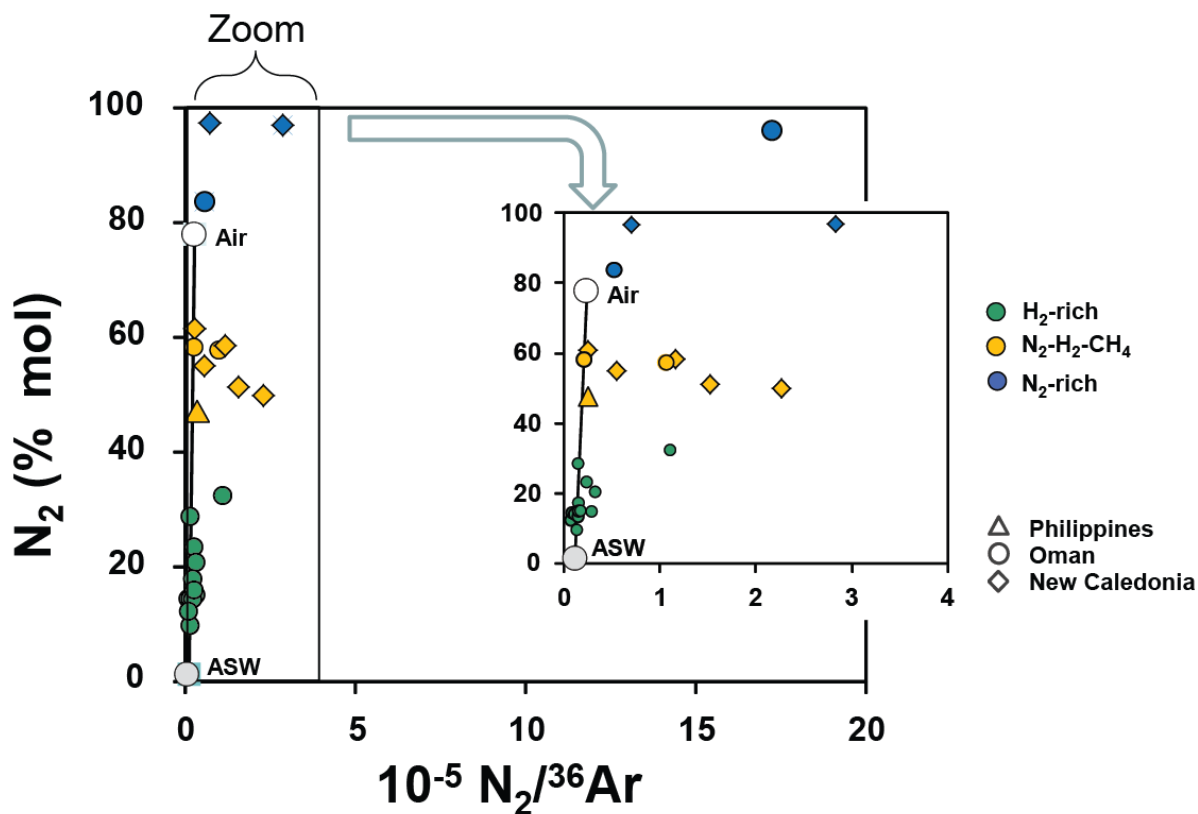 Zoom
N₂ (% mol)
100
80
60
40
20
0
Air
ASW
0
5
10
15
20
10⁻⁵ N₂/³⁶Ar
100
80
60
40
20
0
Air
ASW
0
1
2
3
4
H₂-rich
N₂-H₂-CH₄
N₂-rich
Philippines
Oman
New Caledonia